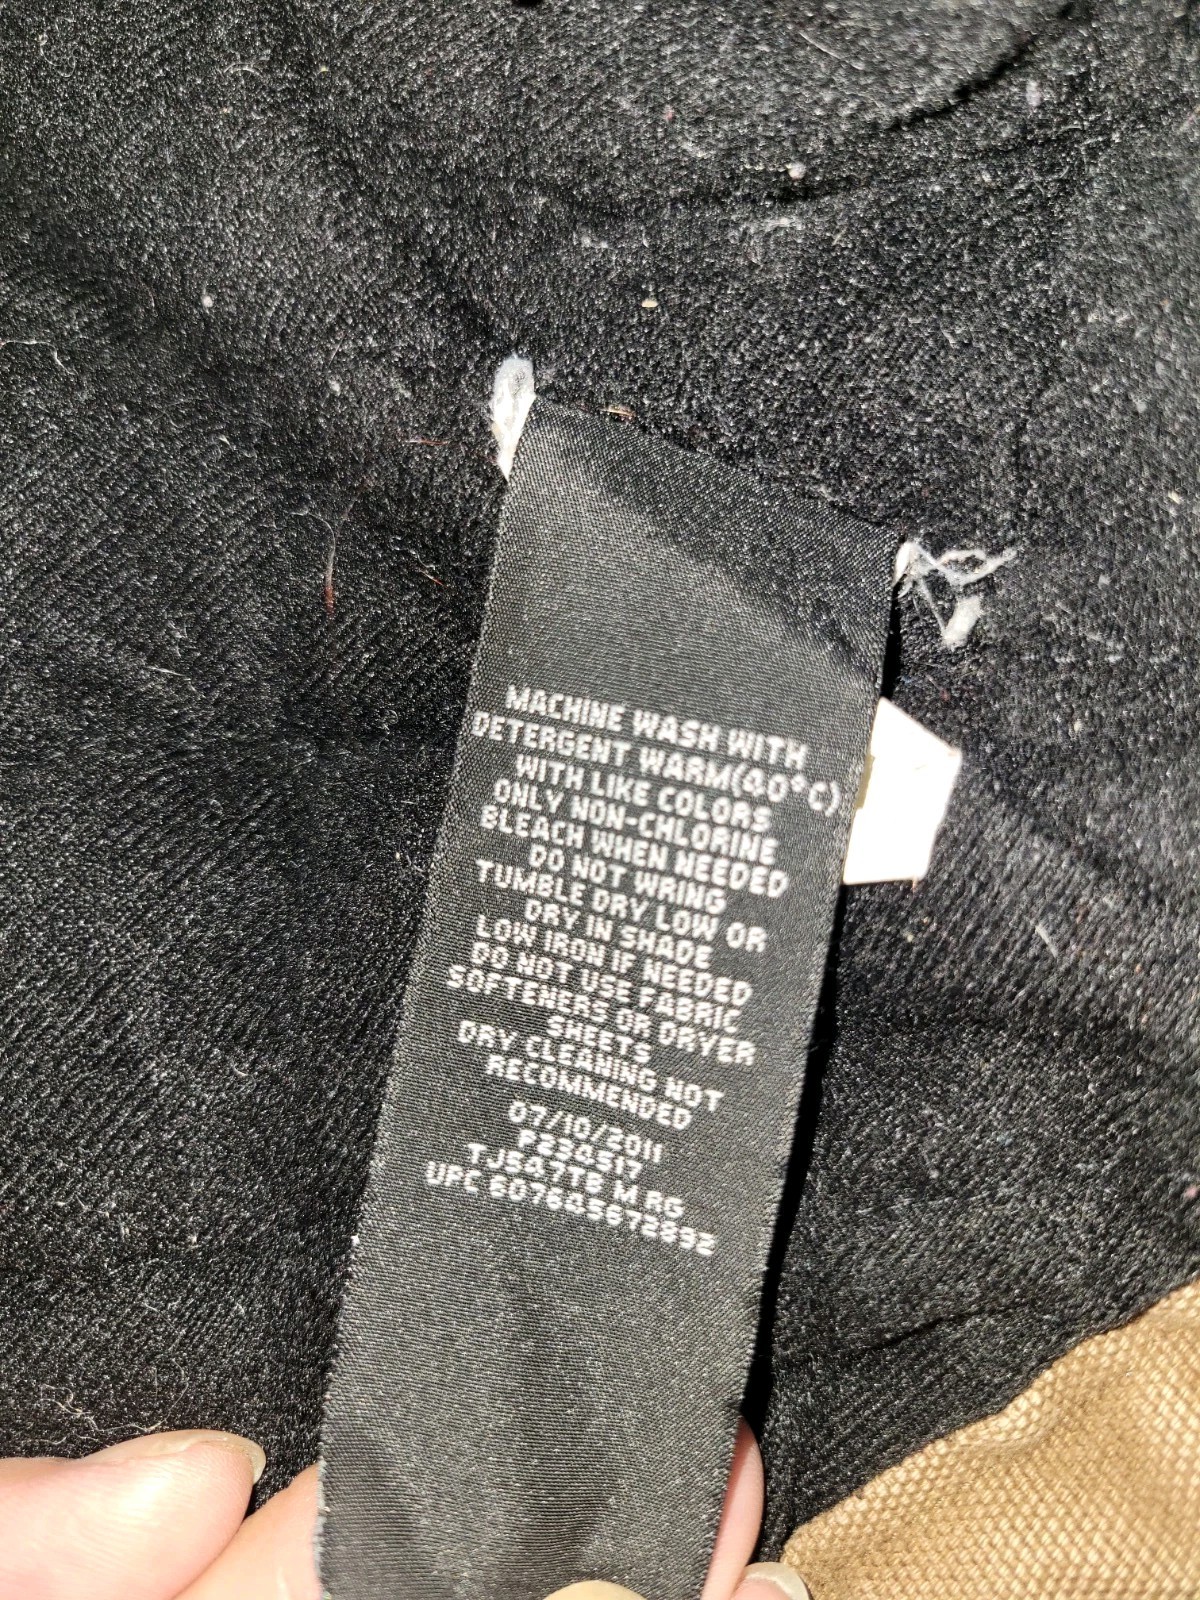 MACHINE WASH WITH
DETERGENT WARM(40°C)
WITH LIKE COLORS
ONLY NON-CHLORINE
BLEACH WHEN NEEDED
DO NOT WRING
TUMBLE DRY LOW OR
DRY IN SHADE
LOW IRON IF NEEDED
DO NOT USE FABRIC
SOFTENERS OR DRYER
SHEETS
DRY CLEANING NOT
RECOMMENDED
07/10/2011
P234517
TJS47TB M.RG
UPC 607645672892